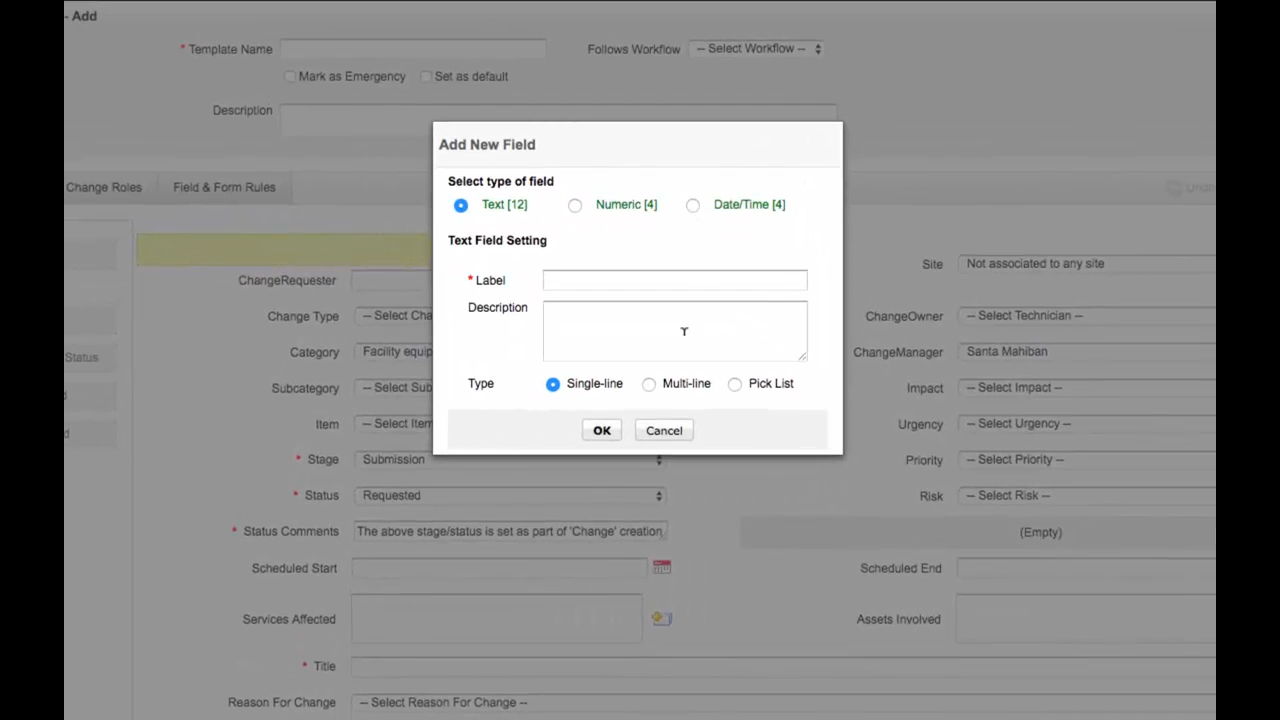 - Add
* Template Name
Follows Workflow -- Select Workflow --
Mark as Emergency Set as default
Description
Add New Field
Select type of field
Text [12] Numeric [4] Date/Time [4]
Text Field Setting
* Label
Description
Type Single-line Multi-line Pick List
OK Cancel
Change Roles Field & Form Rules
Status
ChangeRequester
Site Not associated to any site
Change Type -- Select Cha
ChangeOwner -- Select Technician --
Category Facility equip
ChangeManager Santa Mahiban
Subcategory -- Select Sub
Impact -- Select Impact --
Item -- Select Item
Urgency -- Select Urgency --
* Stage Submission
Priority -- Select Priority --
* Status Requested
Risk -- Select Risk --
* Status Comments The above stage/status is set as part of 'Change' creation
(Empty)
Scheduled Start
Scheduled End
Services Affected
Assets Involved
* Title
Reason For Change -- Select Reason For Change --